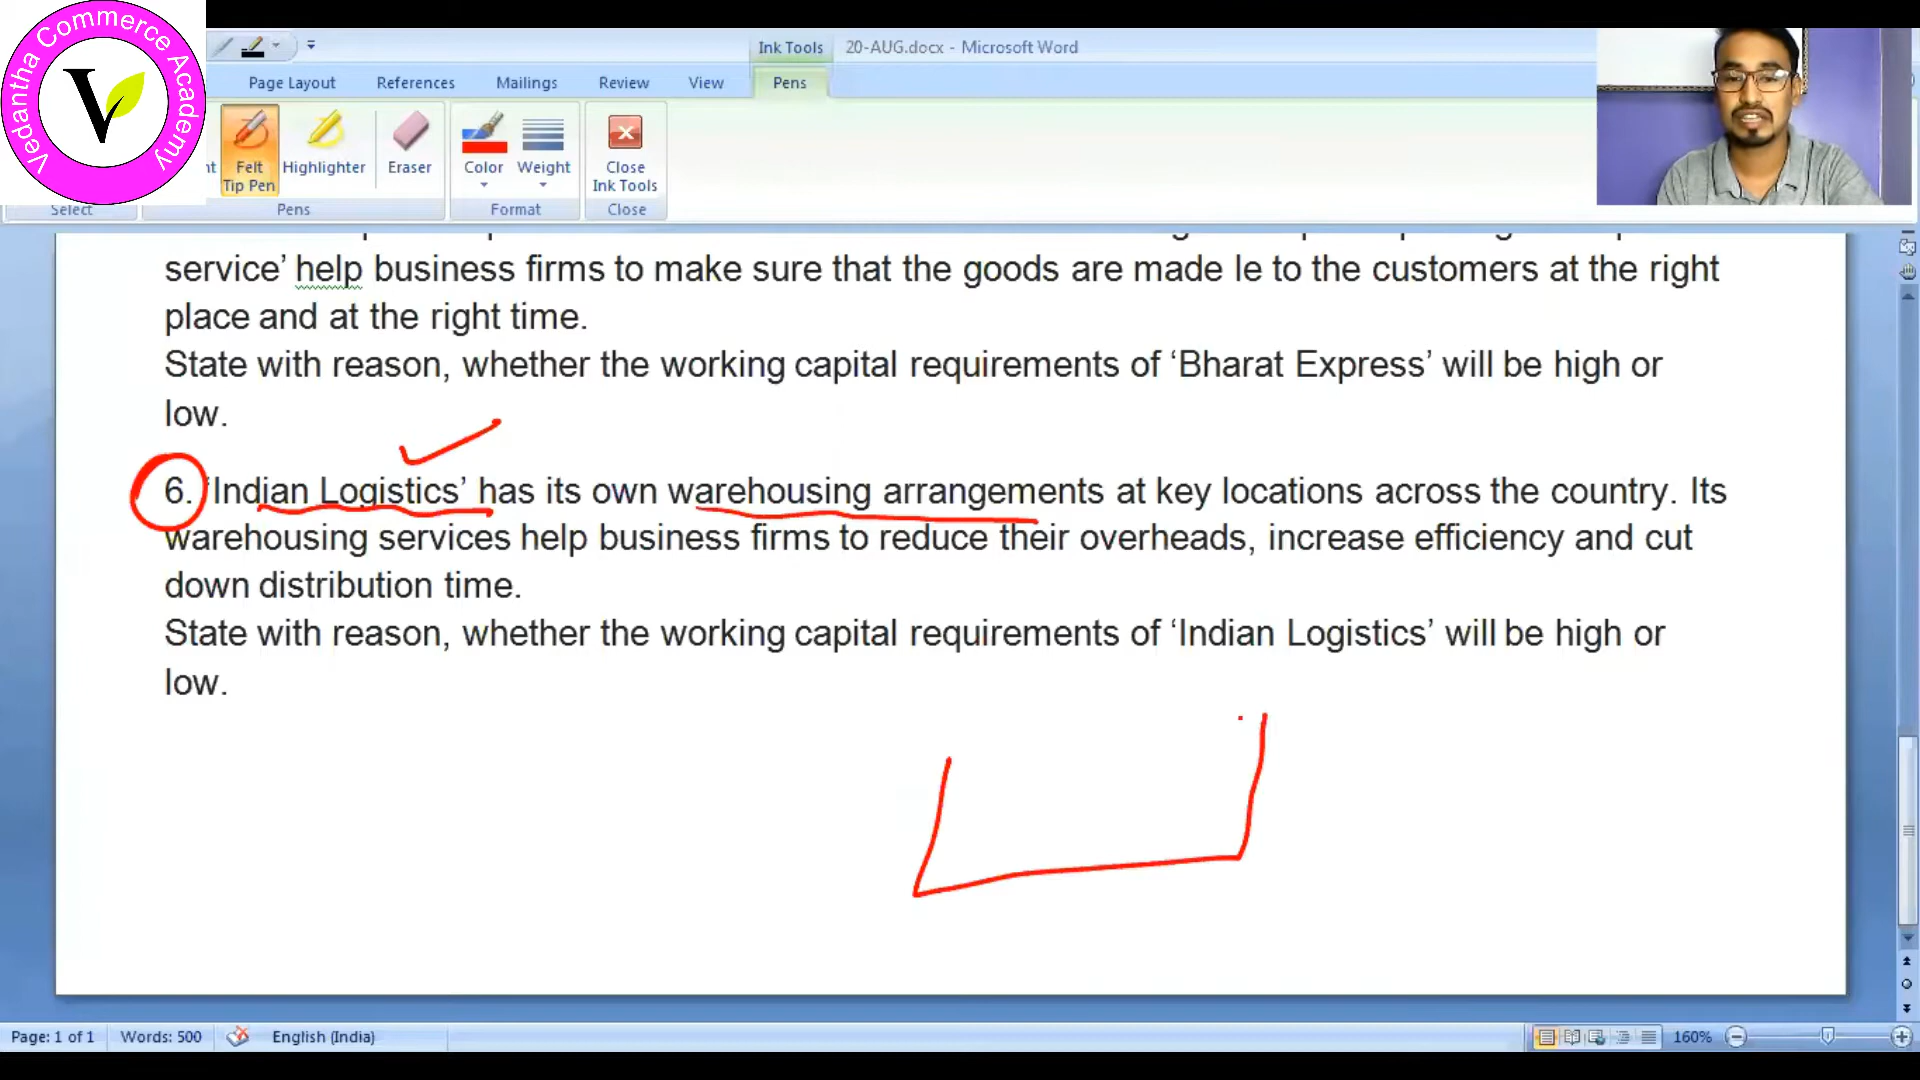 Vedantha Commerce Academy
V
Ink Tools
20-AUG.docx - Microsoft Word
Page Layout
References
Mailings
Review
View
Pens
Felt
Tip Pen
Highlighter
Eraser
Color
Weight
Close
Ink Tools
Select
Pens
Format
Close
service’ help business firms to make sure that the goods are made le to the customers at the right
place and at the right time.
State with reason, whether the working capital requirements of ‘Bharat Express’ will be high or
low.
6. ‘Indian Logistics’ has its own warehousing arrangements at key locations across the country. Its
warehousing services help business firms to reduce their overheads, increase efficiency and cut
down distribution time.
State with reason, whether the working capital requirements of ‘Indian Logistics’ will be high or
low.
Page: 1 of 1
Words: 500
English (India)
160%